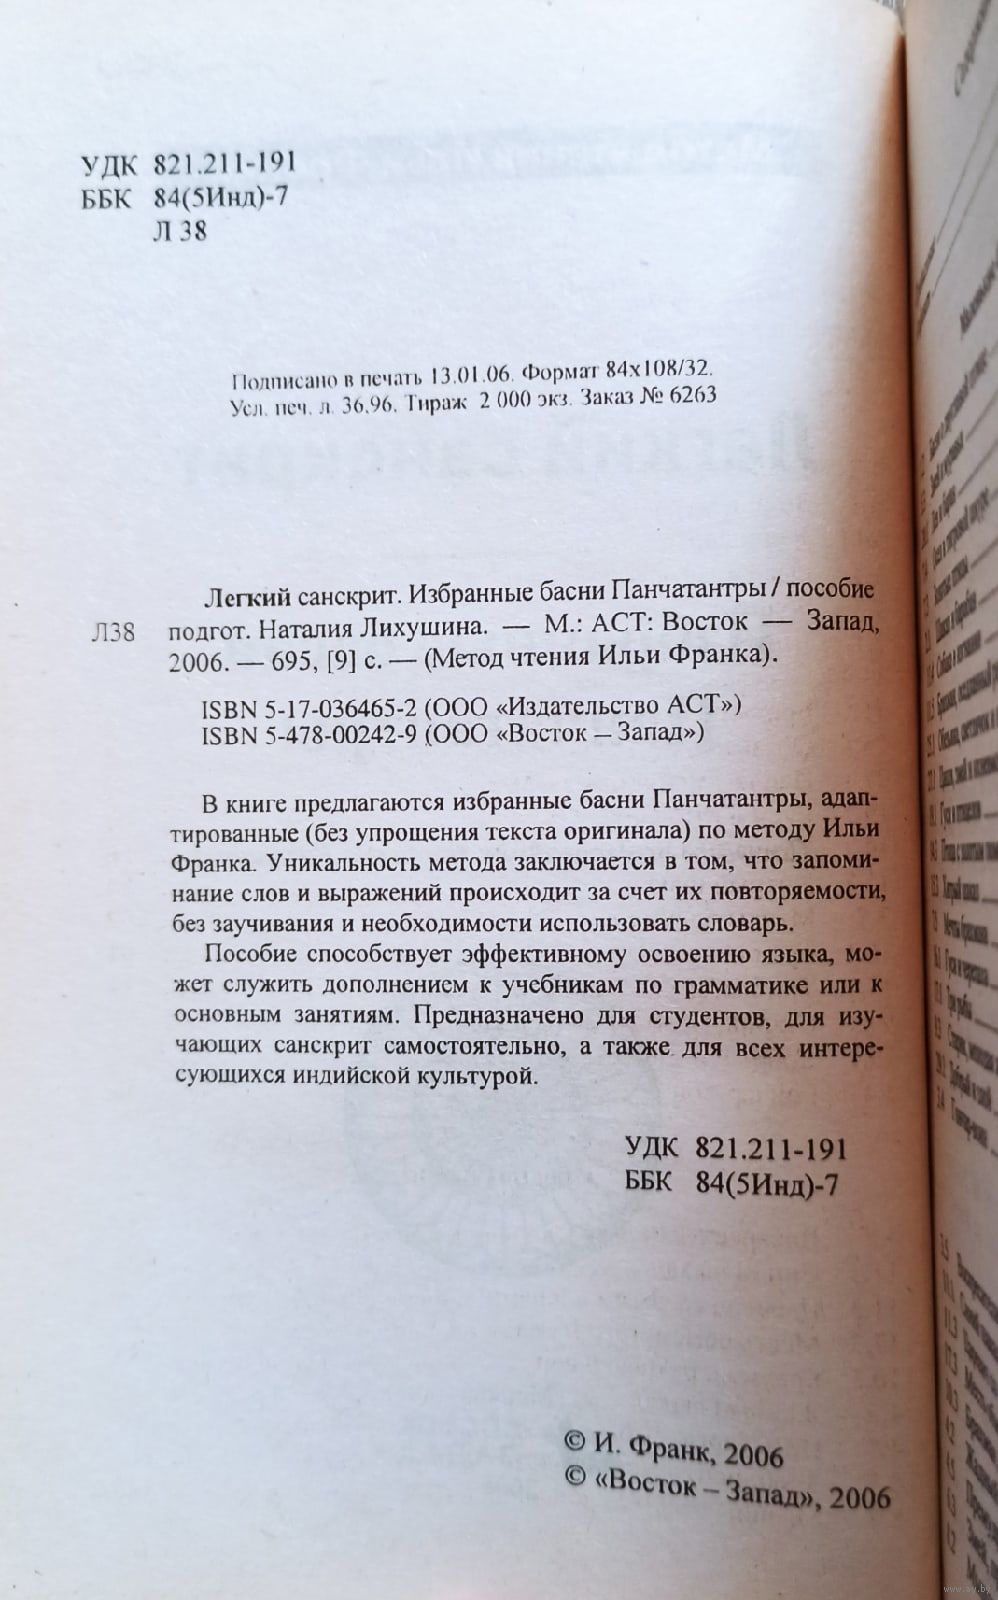 УДК 821.211-191
ББК 84(5Инд)-7
Л 38
Подписано в печать 13.01.06. Формат 84х108/32.
Усл. печ. л. 36,96. Тираж 2 000 экз. Заказ № 6263
Легкий санскрит. Избранные басни Панчатантры / пособие
Л38 подгот. Наталия Лихушина. — М.: АСТ: Восток — Запад,
2006. — 695, [9] с. — (Метод чтения Ильи Франка).
ISBN 5-17-036465-2 (ООО «Издательство АСТ»)
ISBN 5-478-00242-9 (ООО «Восток – Запад»)
В книге предлагаются избранные басни Панчатантры, адап-
тированные (без упрощения текста оригинала) по методу Ильи
Франка. Уникальность метода заключается в том, что запоми-
нание слов и выражений происходит за счет их повторяемости,
без заучивания и необходимости использовать словарь.
Пособие способствует эффективному освоению языка, мо-
жет служить дополнением к учебникам по грамматике или к
основным занятиям. Предназначено для студентов, для изу-
чающих санскрит самостоятельно, а также для всех интере-
сующихся индийской культурой.
УДК 821.211-191
ББК 84(5Инд)-7
© И. Франк, 2006
© «Восток – Запад», 2006
www.ay.by